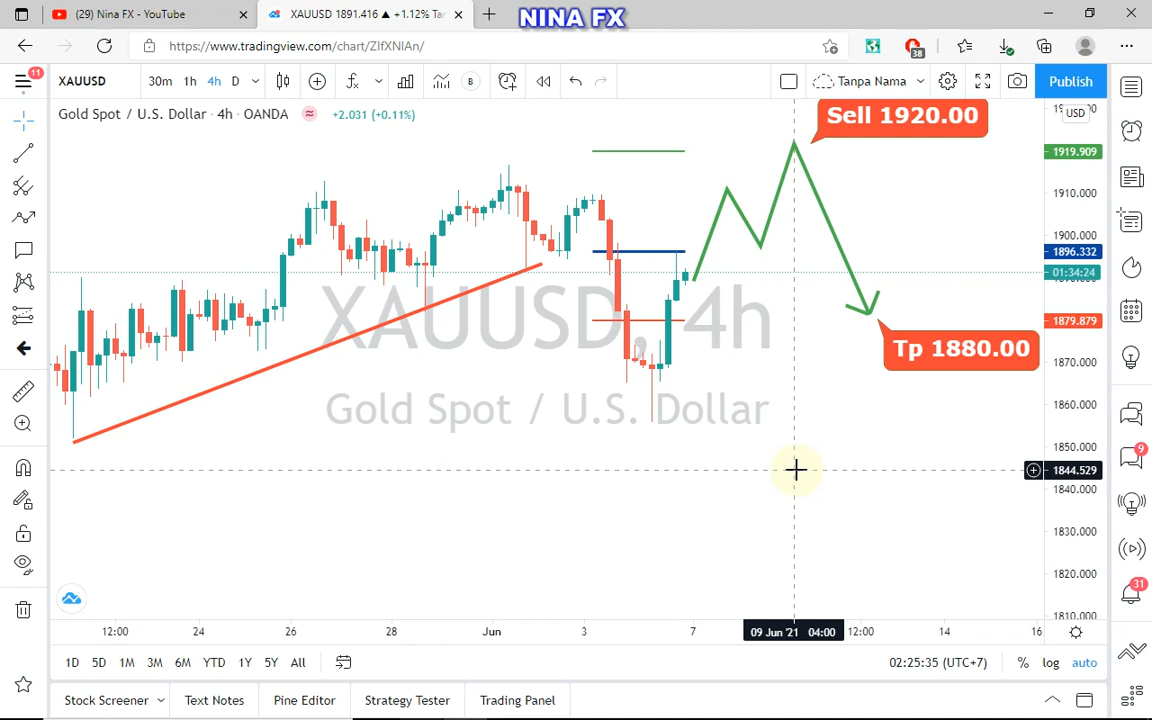 (29) Nina FX - YouTube
XAUUSD 1891.416 ▲ +1.12% Tan
NINA FX
https://www.tradingview.com/chart/ZIfXNIAn/
38
11
XAUUSD 30m 1h 4h D
B
Tanpa Nama
Publish
Gold Spot / U.S. Dollar · 4h · OANDA +2.031 (+0.11%)
USD
Sell 1920.00
1919.909
1910.000
1900.000
1896.332
01:34:24
1879.879
XAUUSD, 4h
Tp 1880.00
1870.000
Gold Spot / U.S. Dollar
1860.000
1850.000
9
1844.529
1840.000
1830.000
1820.000
31
1810.000
12:00 24 26 28 Jun 3 7 09 Jun '21 04:00 12:00 14 16
1D 5D 1M 3M 6M YTD 1Y 5Y All
02:25:35 (UTC+7) % log auto
Stock Screener Text Notes Pine Editor Strategy Tester Trading Panel